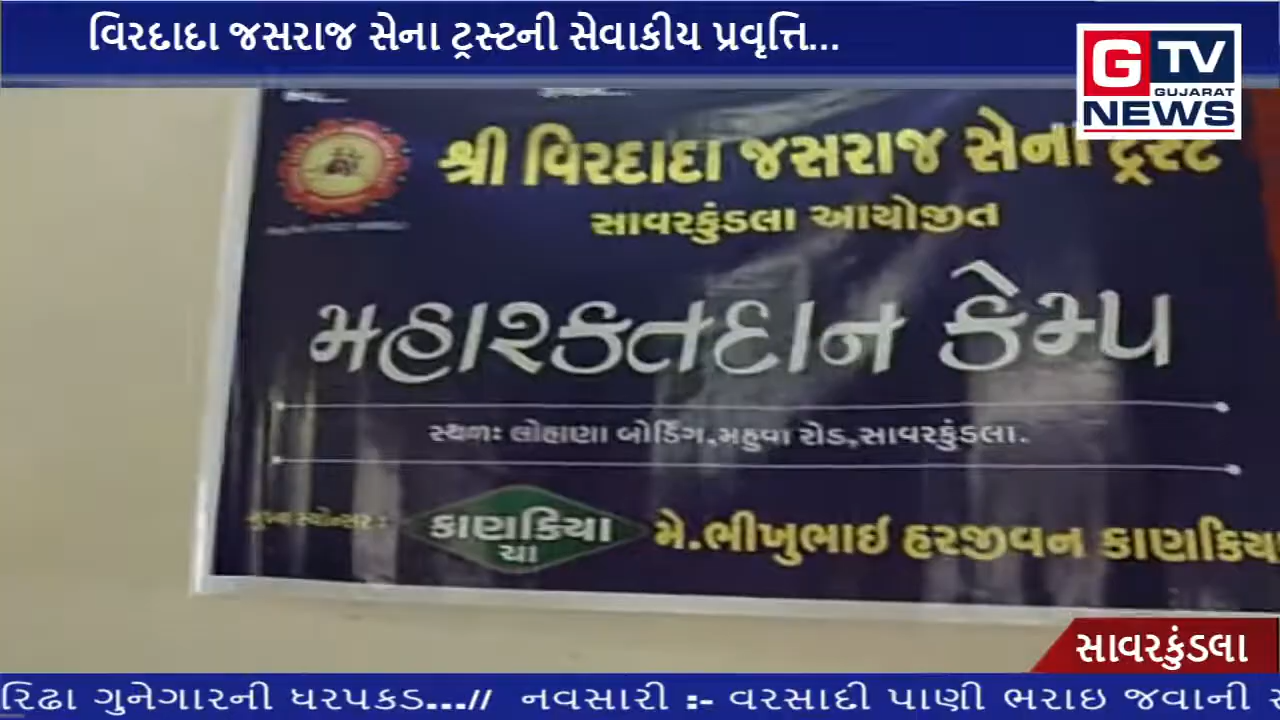 વિરદાદા જસરાજ સેના ટ્રસ્ટની સેવાકીય પ્રવૃત્તિ...
G TV
GUJARAT
NEWS
શ્રી વિરદાદા જસરાજ સેના ટ્રસ્ટ
સાવરકુંડલા આયોજીત
મહારક્તદાન કેમ્પ
સ્થળઃ લોહાણા બોર્ડિંગ,મહુવા રોડ,સાવરકુંડલા.
મુખ્ય સ્પોન્સર :
કાણકિયા
ચા
મે.ભીખુભાઈ હરજીવન કાણકિયા
સાવરકુંડલા
રિઢા ગુનેગારની ધરપકડ...// નવસારી :- વરસાદી પાણી ભરાઇ જવાની